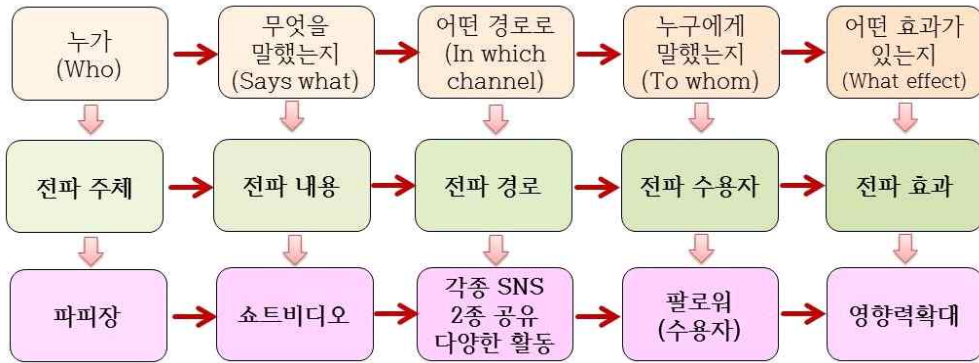 누가
(Who)
무엇을
말했는지
(Says what)
어떤 경로로
(In which
channel)
누구에게
말했는지
(To whom)
어떤 효과가
있는지
(What effect)
전파 주체
전파 내용
전파 경로
전파 수용자
전파 효과
파피장
쇼트비디오
각종 SNS
2종 공유
다양한 활동
팔로워
(수용자)
영향력확대